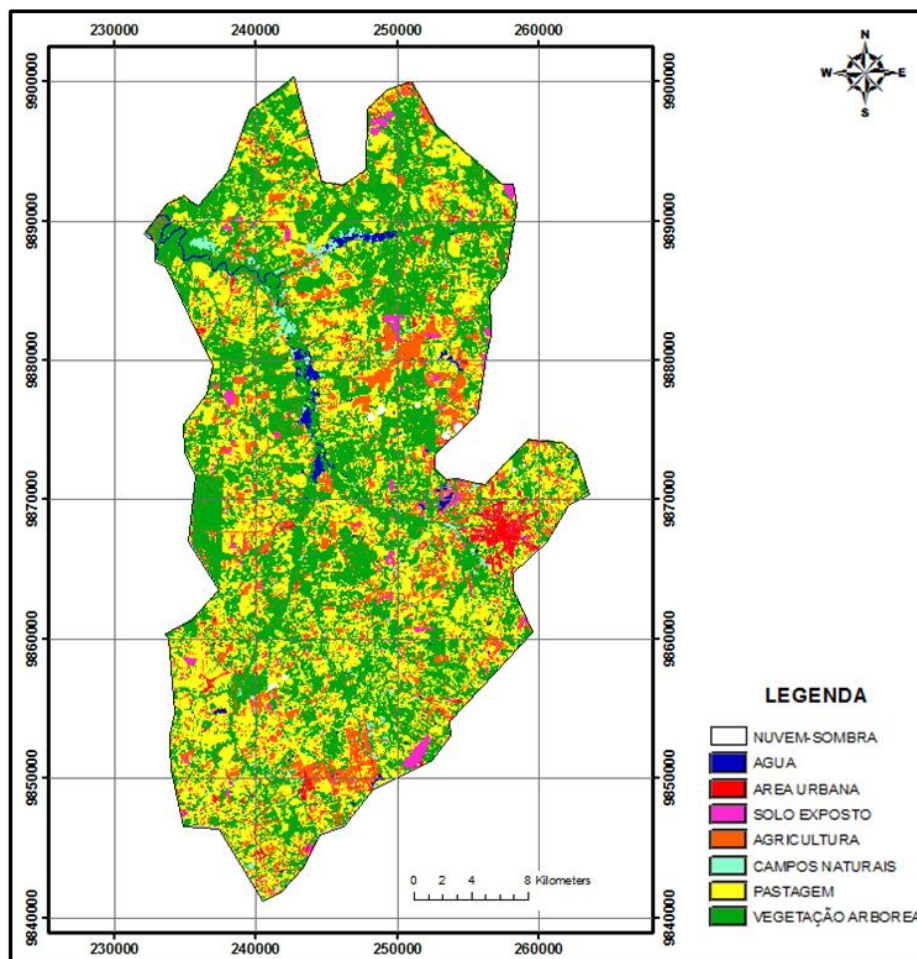 230000 240000 250000 260000
N
W E
S
9900000 9900000
9890000 9890000
9880000 9880000
9870000 9870000
9860000 9860000
9850000 9850000
9840000 9840000
LEGENDA
NUVEM-SOMBRA
AGUA
AREA URBANA
SOLO EXPOSTO
AGRICULTURA
CAMPOS NATURAIS
PASTAGEM
VEGETAÇÃO ARBOREA
0 2 4 8 Kilometers
230000 240000 250000 260000